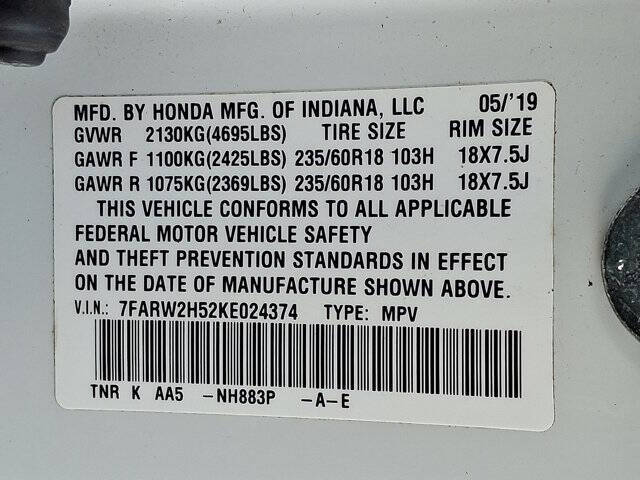 MFD. BY HONDA MFG. OF INDIANA, LLC 05/'19
GVWR 2130KG(4695LBS) TIRE SIZE RIM SIZE
GAWR F 1100KG(2425LBS) 235/60R18 103H 18X7.5J
GAWR R 1075KG(2369LBS) 235/60R18 103H 18X7.5J
THIS VEHICLE CONFORMS TO ALL APPLICABLE
FEDERAL MOTOR VEHICLE SAFETY
AND THEFT PREVENTION STANDARDS IN EFFECT
ON THE DATE OF MANUFACTURE SHOWN ABOVE.
V.I.N.: 7FARW2H52KE024374 TYPE: MPV
TNR K AA5 -NH883P -A-E